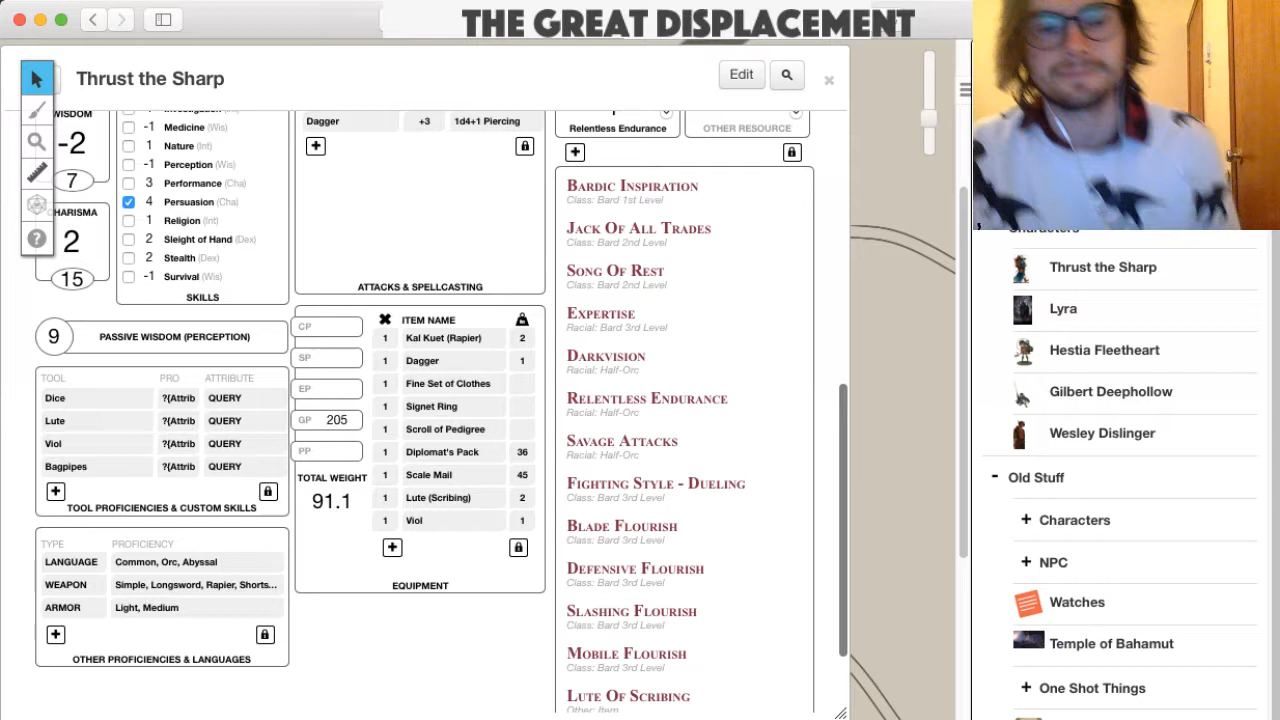 THE GREAT DISPLACEMENT
Thrust the Sharp
Edit
WISDOM
-2
7
CHARISMA
2
15
-1 Medicine (Wis)
1 Nature (Int)
-1 Perception (Wis)
3 Performance (Cha)
4 Persuasion (Cha)
1 Religion (Int)
2 Sleight of Hand (Dex)
2 Stealth (Dex)
-1 Survival (Wis)
SKILLS
9 PASSIVE WISDOM (PERCEPTION)
TOOL PRO ATTRIBUTE
Dice ?{Attrib QUERY
Lute ?{Attrib QUERY
Viol ?{Attrib QUERY
Bagpipes ?{Attrib QUERY
TOOL PROFICIENCIES & CUSTOM SKILLS
TYPE PROFICIENCY
LANGUAGE Common, Orc, Abyssal
WEAPON Simple, Longsword, Rapier, Shorts...
ARMOR Light, Medium
OTHER PROFICIENCIES & LANGUAGES
Dagger +3 1d4+1 Piercing
ATTACKS & SPELLCASTING
CP
SP
EP
GP 205
PP
TOTAL WEIGHT
91.1
ITEM NAME
1 Kal Kuet (Rapier) 2
1 Dagger 1
1 Fine Set of Clothes
1 Signet Ring
1 Scroll of Pedigree
1 Diplomat's Pack 36
1 Scale Mail 45
1 Lute (Scribing) 2
1 Viol 1
EQUIPMENT
Relentless Endurance
OTHER RESOURCE
BARDIC INSPIRATION
Class: Bard 1st Level
JACK OF ALL TRADES
Class: Bard 2nd Level
SONG OF REST
Class: Bard 2nd Level
EXPERTISE
Racial: Bard 3rd Level
DARKVISION
Racial: Half-Orc
RELENTLESS ENDURANCE
Racial: Half-Orc
SAVAGE ATTACKS
Racial: Half-Orc
FIGHTING STYLE - DUELING
Class: Bard 3rd Level
BLADE FLOURISH
Class: Bard 3rd Level
DEFENSIVE FLOURISH
Class: Bard 3rd Level
SLASHING FLOURISH
Class: Bard 3rd Level
MOBILE FLOURISH
Class: Bard 3rd Level
LUTE OF SCRIBING
Other: Item
Characters
Thrust the Sharp
Lyra
Hestia Fleetheart
Gilbert Deephollow
Wesley Dislinger
- Old Stuff
+ Characters
+ NPC
Watches
Temple of Bahamut
+ One Shot Things